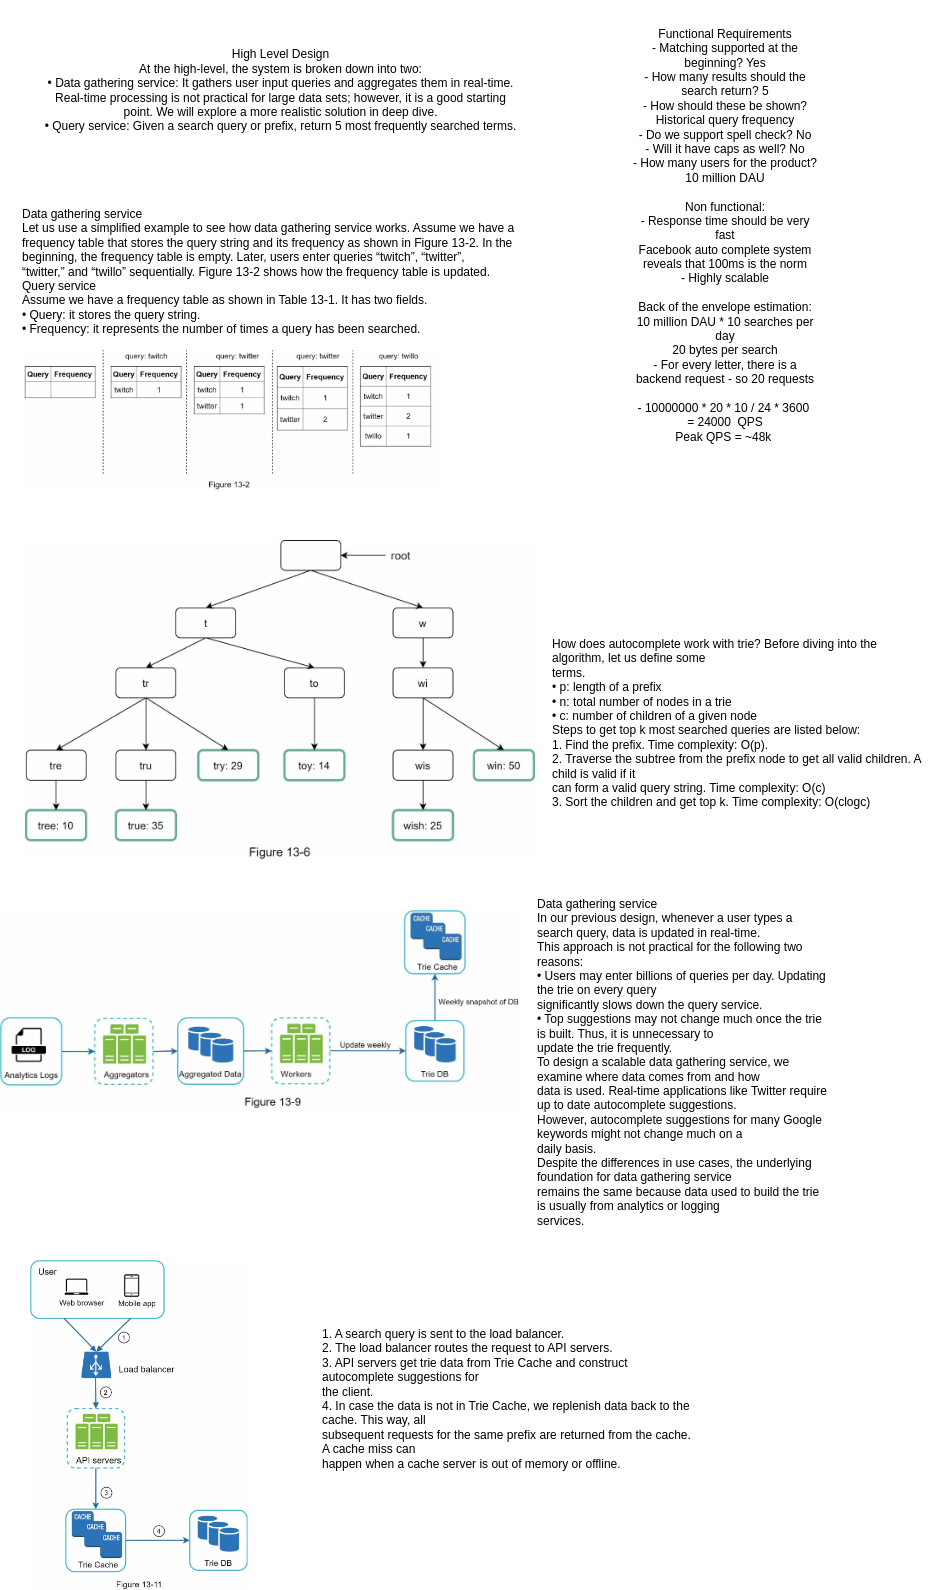 High Level Design
At the high-level, the system is broken down into two:
• Data gathering service: It gathers user input queries and aggregates them in real-time.
Real-time processing is not practical for large data sets; however, it is a good starting
point. We will explore a more realistic solution in deep dive.
• Query service: Given a search query or prefix, return 5 most frequently searched terms.
Functional Requirements
- Matching supported at the
beginning? Yes
- How many results should the
search return? 5
- How should these be shown?
Historical query frequency
- Do we support spell check? No
- Will it have caps as well? No
- How many users for the product?
10 million DAU
Non functional:
- Response time should be very
fast
Facebook auto complete system
reveals that 100ms is the norm
- Highly scalable
Back of the envelope estimation:
10 million DAU * 10 searches per
day
20 bytes per search
- For every letter, there is a
backend request - so 20 requests
- 10000000 * 20 * 10 / 24 * 3600
= 24000  QPS
Peak QPS = ~48k
Data gathering service
Let us use a simplified example to see how data gathering service works. Assume we have a
frequency table that stores the query string and its frequency as shown in Figure 13-2. In the
beginning, the frequency table is empty. Later, users enter queries “twitch”, “twitter”,
“twitter,” and “twillo” sequentially. Figure 13-2 shows how the frequency table is updated.
Query service
Assume we have a frequency table as shown in Table 13-1. It has two fields.
• Query: it stores the query string.
• Frequency: it represents the number of times a query has been searched.
query: twitch
query: twitter
query: twitter
query: twillo
Query Frequency
Query Frequency
twitch 1
Query Frequency
twitch 1
twitter 1
Query Frequency
twitch 1
twitter 2
Query Frequency
twitch 1
twitter 2
twillo 1
Figure 13-2
root
t
w
tr
to
wi
tre
tru
try: 29
toy: 14
wis
win: 50
tree: 10
true: 35
wish: 25
Figure 13-6
How does autocomplete work with trie? Before diving into the
algorithm, let us define some
terms.
• p: length of a prefix
• n: total number of nodes in a trie
• c: number of children of a given node
Steps to get top k most searched queries are listed below:
1. Find the prefix. Time complexity: O(p).
2. Traverse the subtree from the prefix node to get all valid children. A
child is valid if it
can form a valid query string. Time complexity: O(c)
3. Sort the children and get top k. Time complexity: O(clogc)
CACHE
CACHE
CACHE
Trie Cache
Weekly snapshot of DB
LOG
Analytics Logs
Aggregators
Aggregated Data
Workers
Update weekly
Trie DB
Figure 13-9
Data gathering service
In our previous design, whenever a user types a
search query, data is updated in real-time.
This approach is not practical for the following two
reasons:
• Users may enter billions of queries per day. Updating
the trie on every query
significantly slows down the query service.
• Top suggestions may not change much once the trie
is built. Thus, it is unnecessary to
update the trie frequently.
To design a scalable data gathering service, we
examine where data comes from and how
data is used. Real-time applications like Twitter require
up to date autocomplete suggestions.
However, autocomplete suggestions for many Google
keywords might not change much on a
daily basis.
Despite the differences in use cases, the underlying
foundation for data gathering service
remains the same because data used to build the trie
is usually from analytics or logging
services.
User
Web browser
Mobile app
1
Load balancer
2
API servers
3
CACHE
CACHE
CACHE
Trie Cache
4
Trie DB
Figure 13-11
1. A search query is sent to the load balancer.
2. The load balancer routes the request to API servers.
3. API servers get trie data from Trie Cache and construct
autocomplete suggestions for
the client.
4. In case the data is not in Trie Cache, we replenish data back to the
cache. This way, all
subsequent requests for the same prefix are returned from the cache.
A cache miss can
happen when a cache server is out of memory or offline.